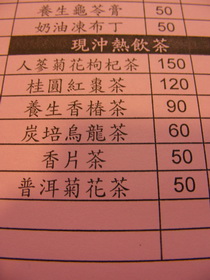 養生龜苓膏 50
奶油凍布丁 50
現沖熱飲茶
人蔘菊花枸杞茶 150
桂圓紅棗茶 120
養生香椿茶 90
炭培烏龍茶 60
香片茶 50
普洱菊花茶 50